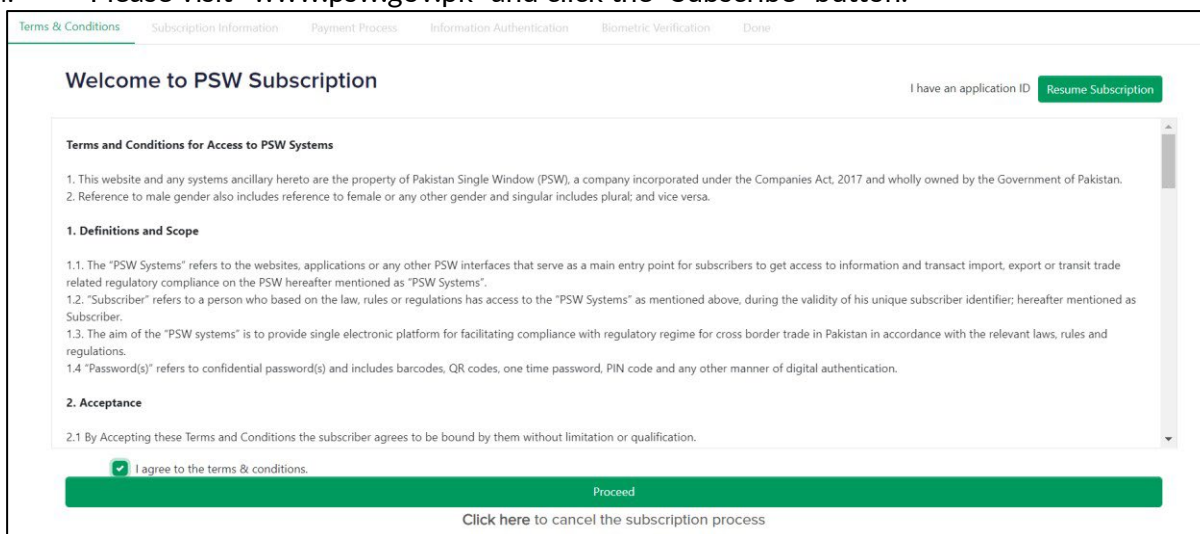 Please visit "www.psw.gov.pk" and click the "Subscribe" button.
Terms & Conditions Subscription Information Payment Process Information Authentication Biometric Verification Done
Welcome to PSW Subscription
I have an application ID Resume Subscription
Terms and Conditions for Access to PSW Systems
1. This website and any systems ancillary hereto are the property of Pakistan Single Window (PSW), a company incorporated under the Companies Act, 2017 and wholly owned by the Government of Pakistan.
2. Reference to male gender also includes reference to female or any other gender and singular includes plural; and vice versa.
1. Definitions and Scope
1.1. The "PSW Systems" refers to the websites, applications or any other PSW interfaces that serve as a main entry point for subscribers to get access to information and transact import, export or transit trade
related regulatory compliance on the PSW hereafter mentioned as "PSW Systems".
1.2. "Subscriber" refers to a person who based on the law, rules or regulations has access to the "PSW Systems" as mentioned above, during the validity of his unique subscriber identifier; hereafter mentioned as
Subscriber.
1.3. The aim of the "PSW systems" is to provide single electronic platform for facilitating compliance with regulatory regime for cross border trade in Pakistan in accordance with the relevant laws, rules and
regulations.
1.4 "Password(s)" refers to confidential password(s) and includes barcodes, QR codes, one time password, PIN code and any other manner of digital authentication.
2. Acceptance
2.1 By Accepting these Terms and Conditions the subscriber agrees to be bound by them without limitation or qualification.
I agree to the terms & conditions.
Proceed
Click here to cancel the subscription process